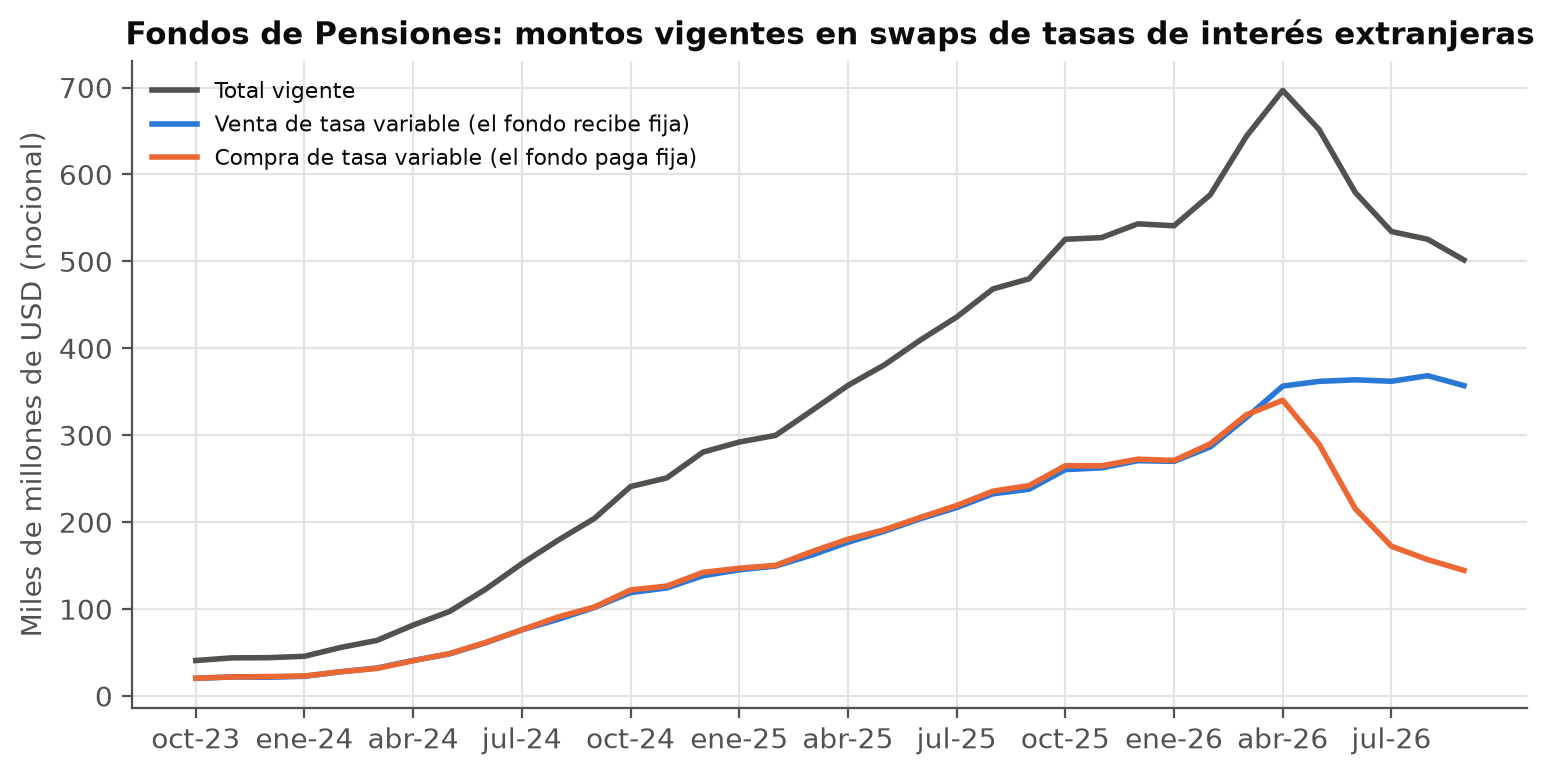 Fondos de Pensiones: montos vigentes en swaps de tasas de interés extranjeras
Total vigente
Venta de tasa variable (el fondo recibe fija)
Compra de tasa variable (el fondo paga fija)
Miles de millones de USD (nocional)
700
600
500
400
300
200
100
0
oct-23 ene-24 abr-24 jul-24 oct-24 ene-25 abr-25 jul-25 oct-25 ene-26 abr-26 jul-26